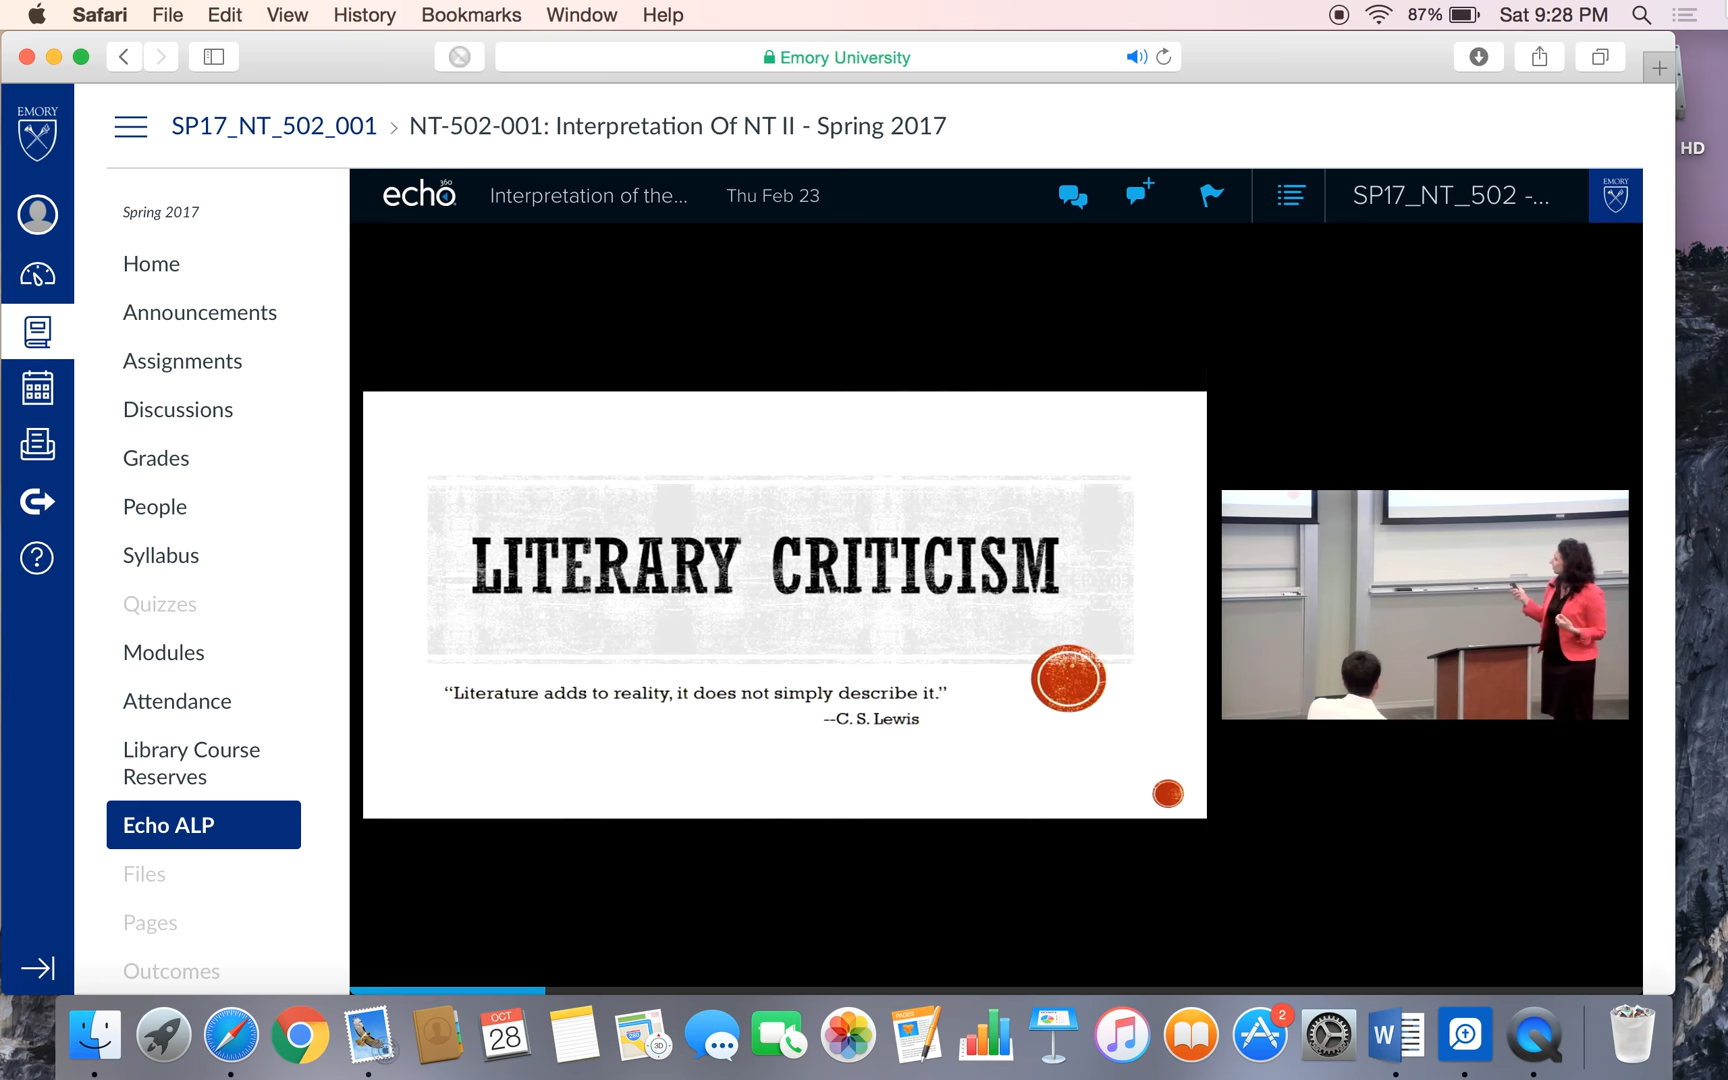 Safari File Edit View History Bookmarks Window Help 87% Sat 9:28 PM
Emory University
HD
EMORY
SP17_NT_502_001 > NT-502-001: Interpretation Of NT II - Spring 2017
echo360 Interpretation of the... Thu Feb 23 SP17_NT_502 -... EMORY
Spring 2017
Home
Announcements
Assignments
Discussions
Grades
People
Syllabus
Quizzes
Modules
Attendance
Library Course
Reserves
Echo ALP
Files
Pages
Outcomes
LITERARY CRITICISM
“Literature adds to reality, it does not simply describe it.”
--C. S. Lewis
OCT
28
3D
PAGES
2
W